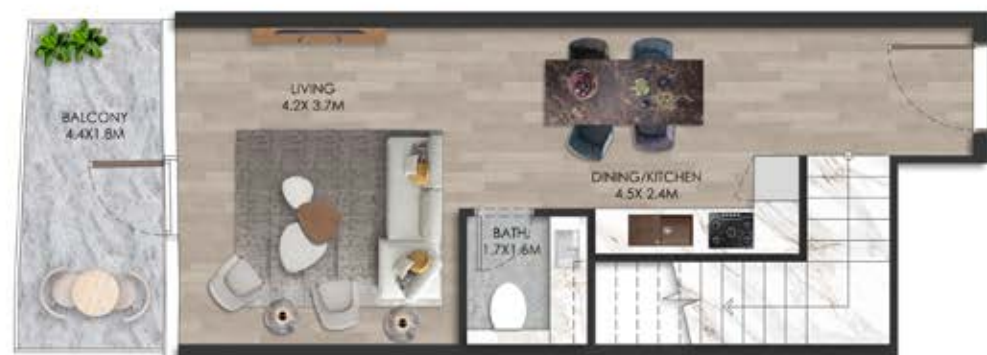 LIVING
4.2X 3.7M
BALCONY
4.4X1.8M
DINING/KITCHEN
4.5X 2.4M
BATH:
1.7X1.6M